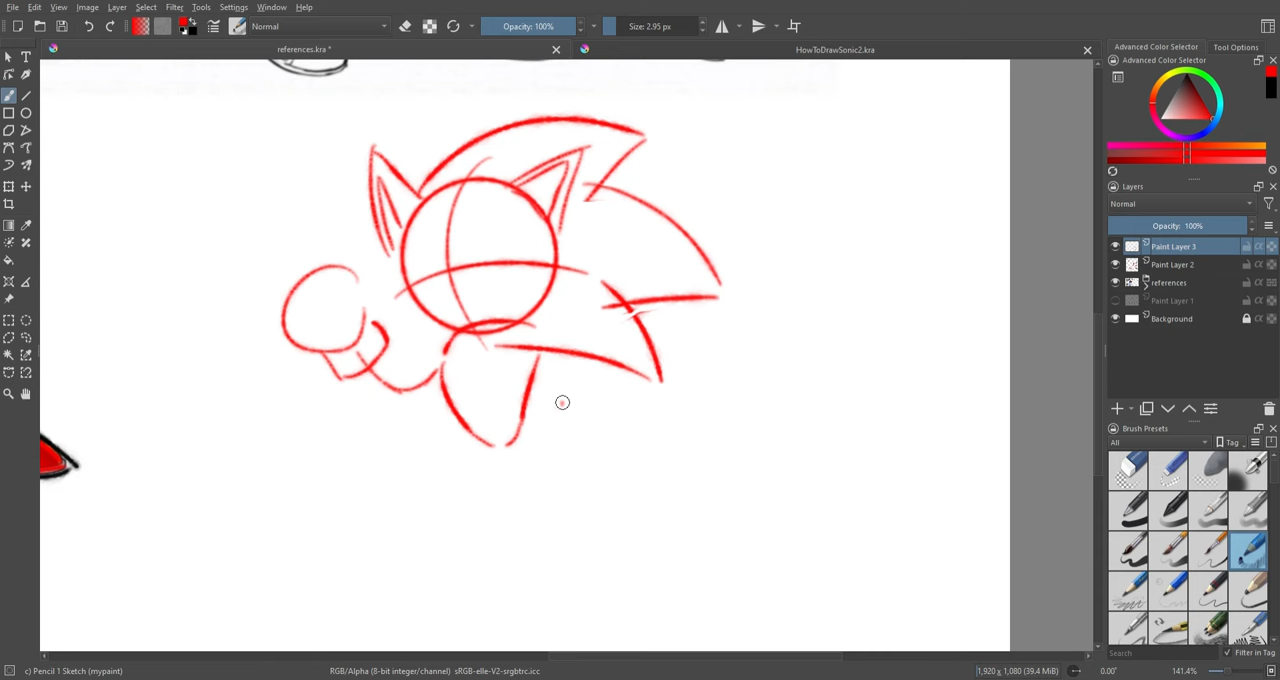 File Edit View Image Layer Select Filter Tools Settings Window Help
Normal Opacity: 100% Size: 2.95 px
references.kra * HowToDrawSonic2.kra
Advanced Color Selector Tool Options
Advanced Color Selector
Layers
Normal
Opacity: 100%
Paint Layer 3
Paint Layer 2
references
Paint Layer 1
Background
Brush Presets
All Tag
Search Filter in Tag
c) Pencil 1 Sketch (mypaint) RGB/Alpha (8-bit integer/channel) sRGB-elle-V2-srgbtrc.icc 1,920 x 1,080 (39.4 MiB) 0.00° 141.4%